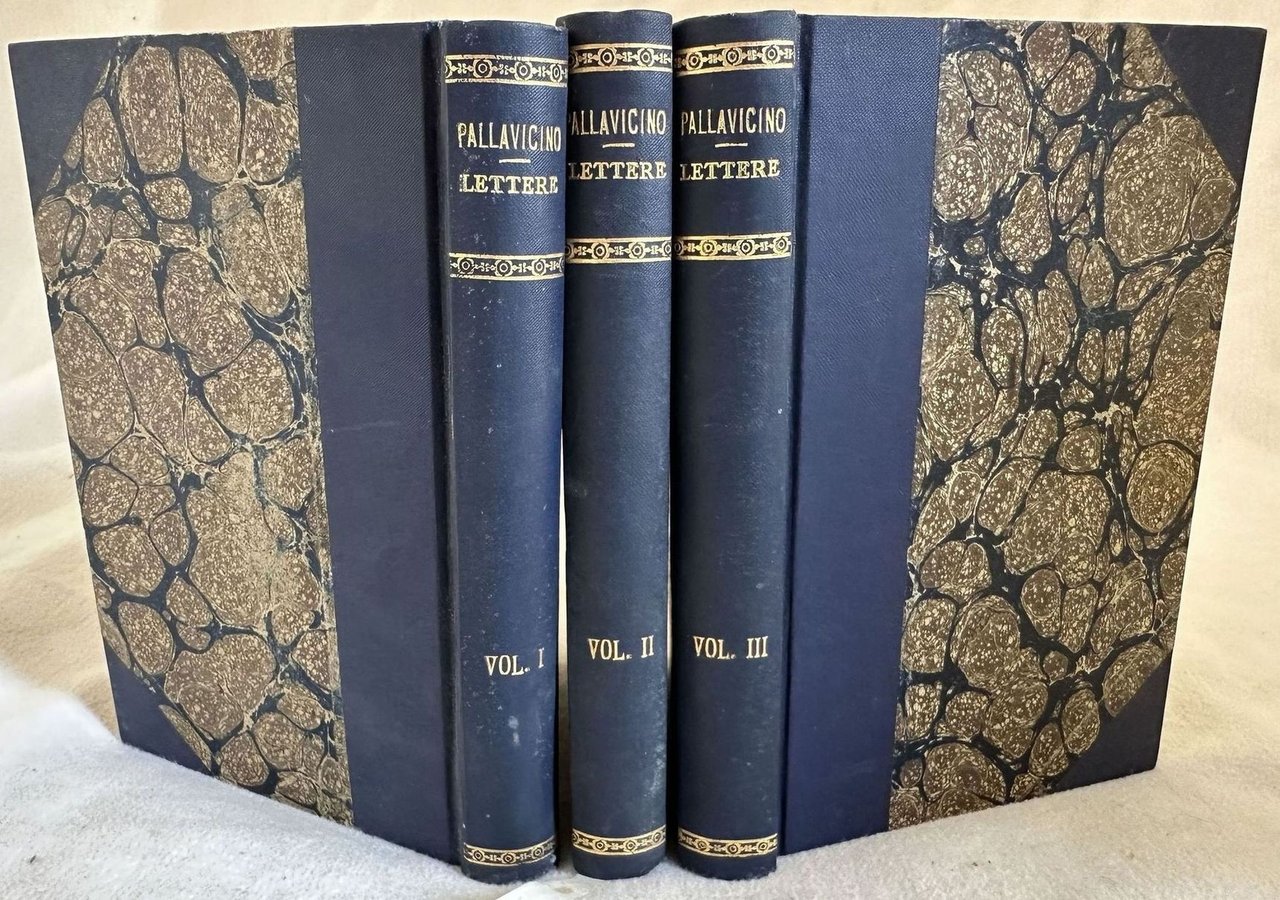 PALLAVICINO
LETTERE
VOL. I
PALLAVICINO
LETTERE
VOL. II
PALLAVICINO
LETTERE
VOL. III